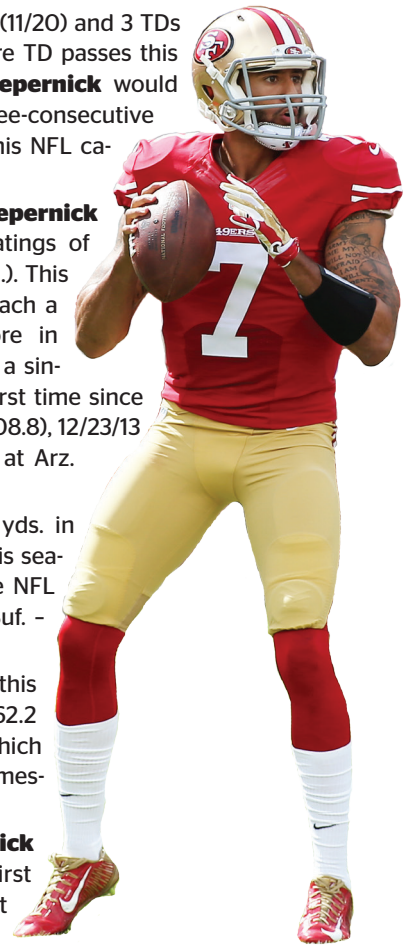 (11/20) and 3 TDs
re TD passes this
epernick would
ee-consecutive
his NFL ca-
epernick
atings of
.). This
ach a
re in
a sin-
rst time since
08.8), 12/23/13
at Arz.
yds. in
is sea-
e NFL
uf. –
this
62.2
hich
mes-
ick
irst
t
49ERS
7